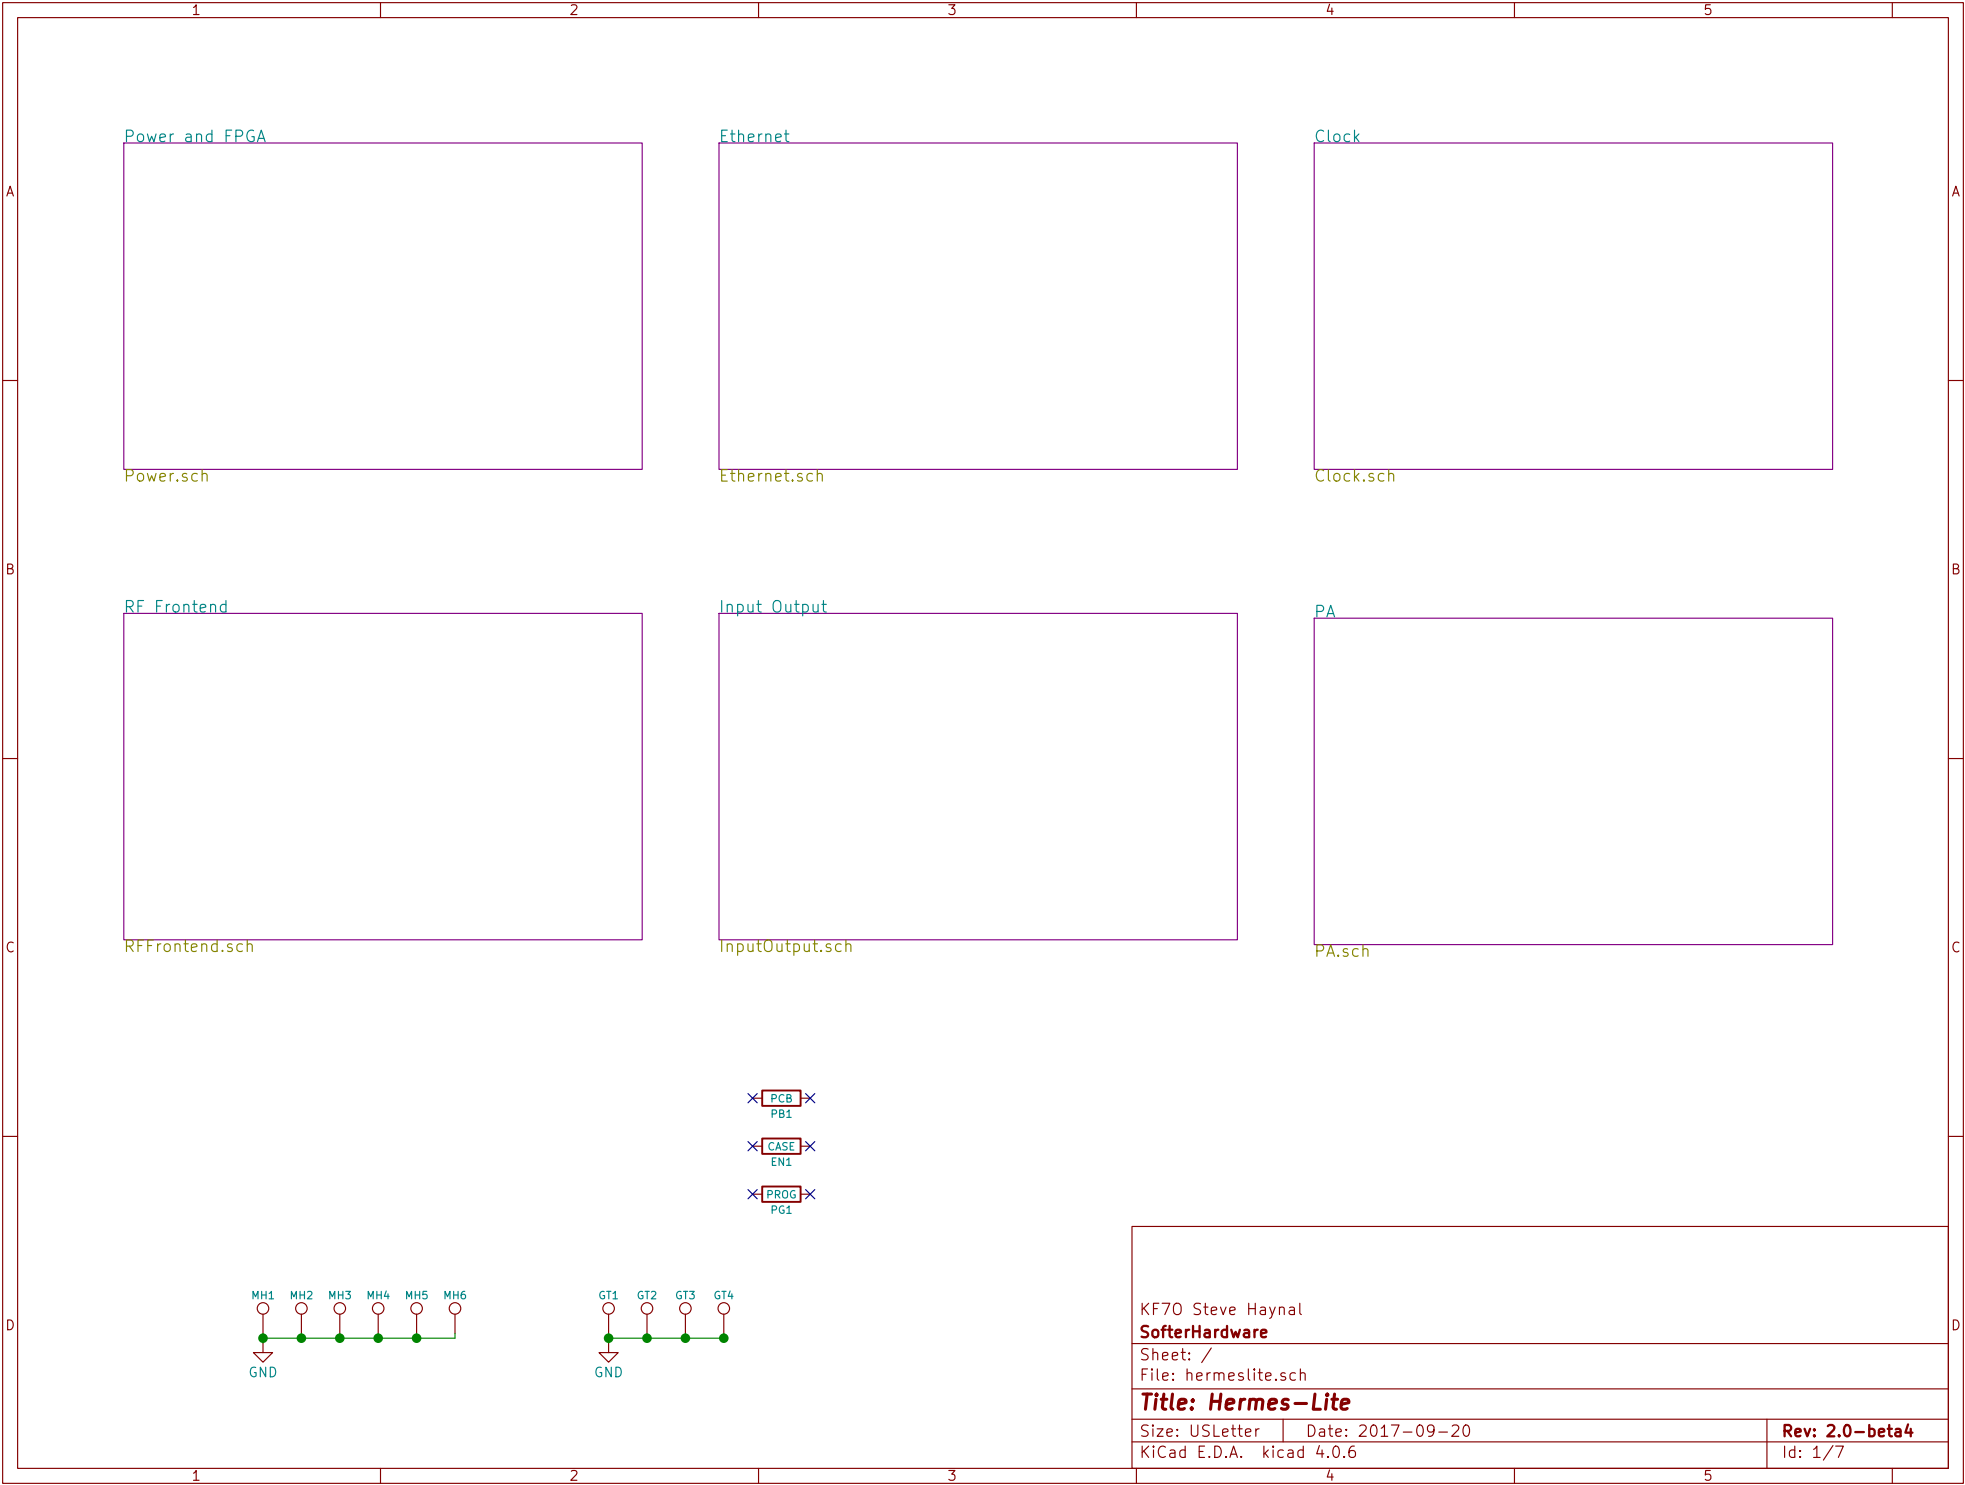 1 2 3 4 5
Power and FPGA Ethernet Clock
A A
Power.sch Ethernet.sch Clock.sch
B B
RF Frontend Input Output PA
C C
RFFrontend.sch InputOutput.sch PA.sch
PCB
PB1
CASE
EN1
PROG
PG1
MH1 MH2 MH3 MH4 MH5 MH6 GT1 GT2 GT3 GT4
KF7O Steve Haynal
D D
SofterHardware
Sheet: /
GND GND
File: hermeslite.sch
Title: Hermes-Lite
Size: USLetter Date: 2017-09-20 Rev: 2.0-beta4
KiCad E.D.A. kicad 4.0.6 Id: 1/7
1 2 3 4 5